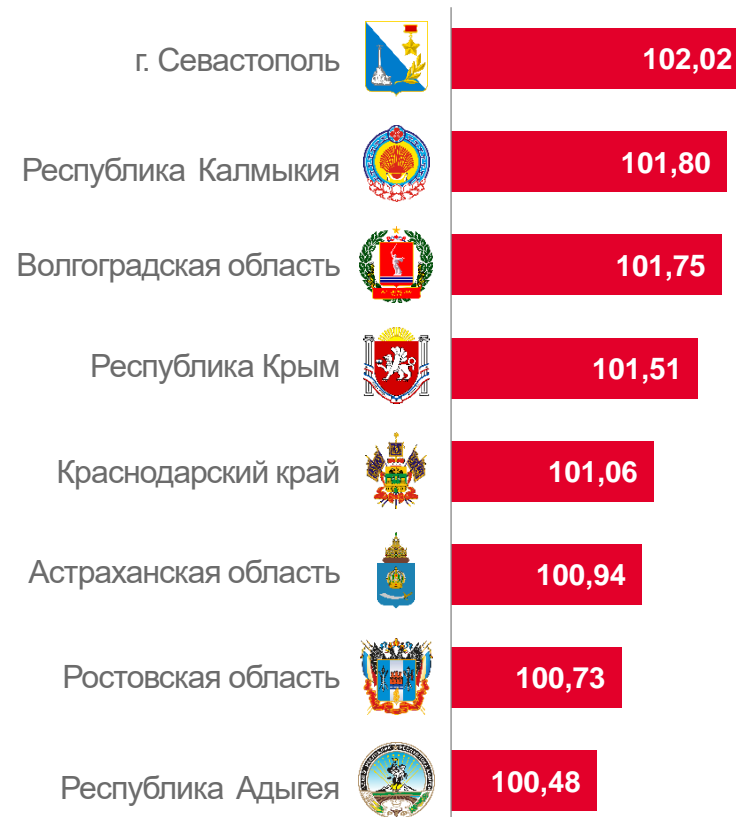 г. Севастополь 102,02
Республика Калмыкия 101,80
Волгоградская область 101,75
Республика Крым 101,51
Краснодарский край 101,06
Астраханская область 100,94
Ростовская область 100,73
Республика Адыгея 100,48